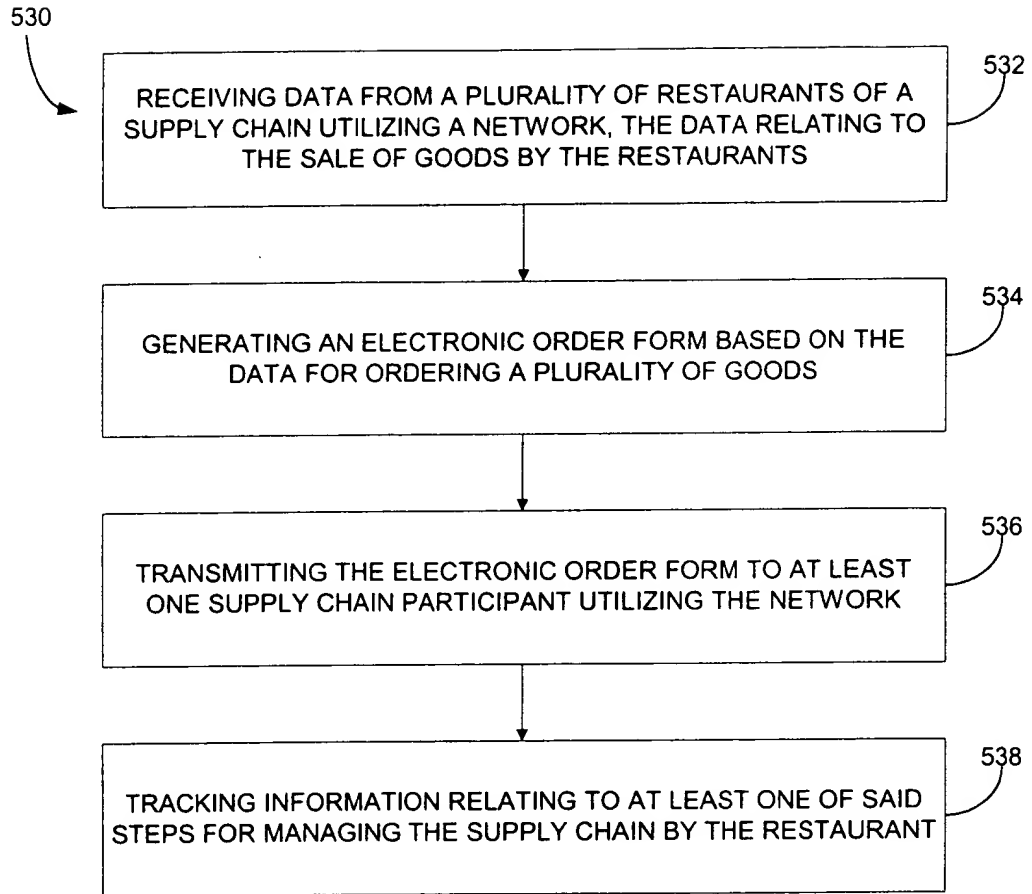 530
532
RECEIVING DATA FROM A PLURALITY OF RESTAURANTS OF A
SUPPLY CHAIN UTILIZING A NETWORK, THE DATA RELATING TO
THE SALE OF GOODS BY THE RESTAURANTS
534
GENERATING AN ELECTRONIC ORDER FORM BASED ON THE
DATA FOR ORDERING A PLURALITY OF GOODS
536
TRANSMITTING THE ELECTRONIC ORDER FORM TO AT LEAST
ONE SUPPLY CHAIN PARTICIPANT UTILIZING THE NETWORK
538
TRACKING INFORMATION RELATING TO AT LEAST ONE OF SAID
STEPS FOR MANAGING THE SUPPLY CHAIN BY THE RESTAURANT